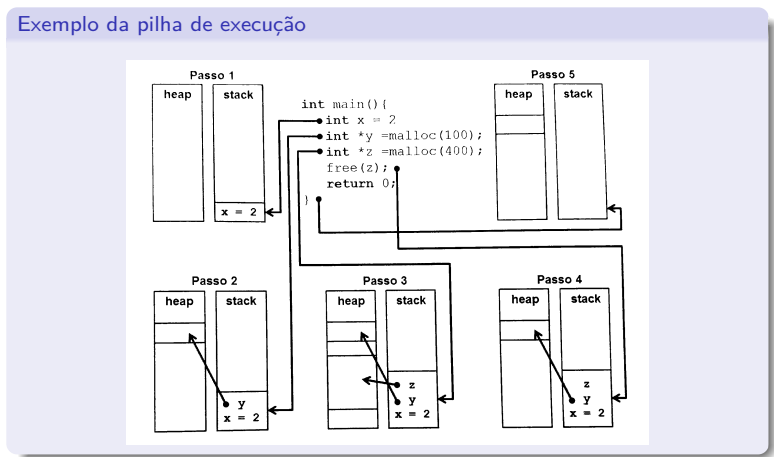 Exemplo da pilha de execução
Passo 1
heap
stack
x = 2
int main(){
int x = 2
int *y =malloc(100);
int *z =malloc(400);
free(z);
return 0;
}
Passo 5
heap
stack
Passo 2
heap
stack
y
x = 2
Passo 3
heap
stack
z
y
x = 2
Passo 4
heap
stack
z
y
x = 2